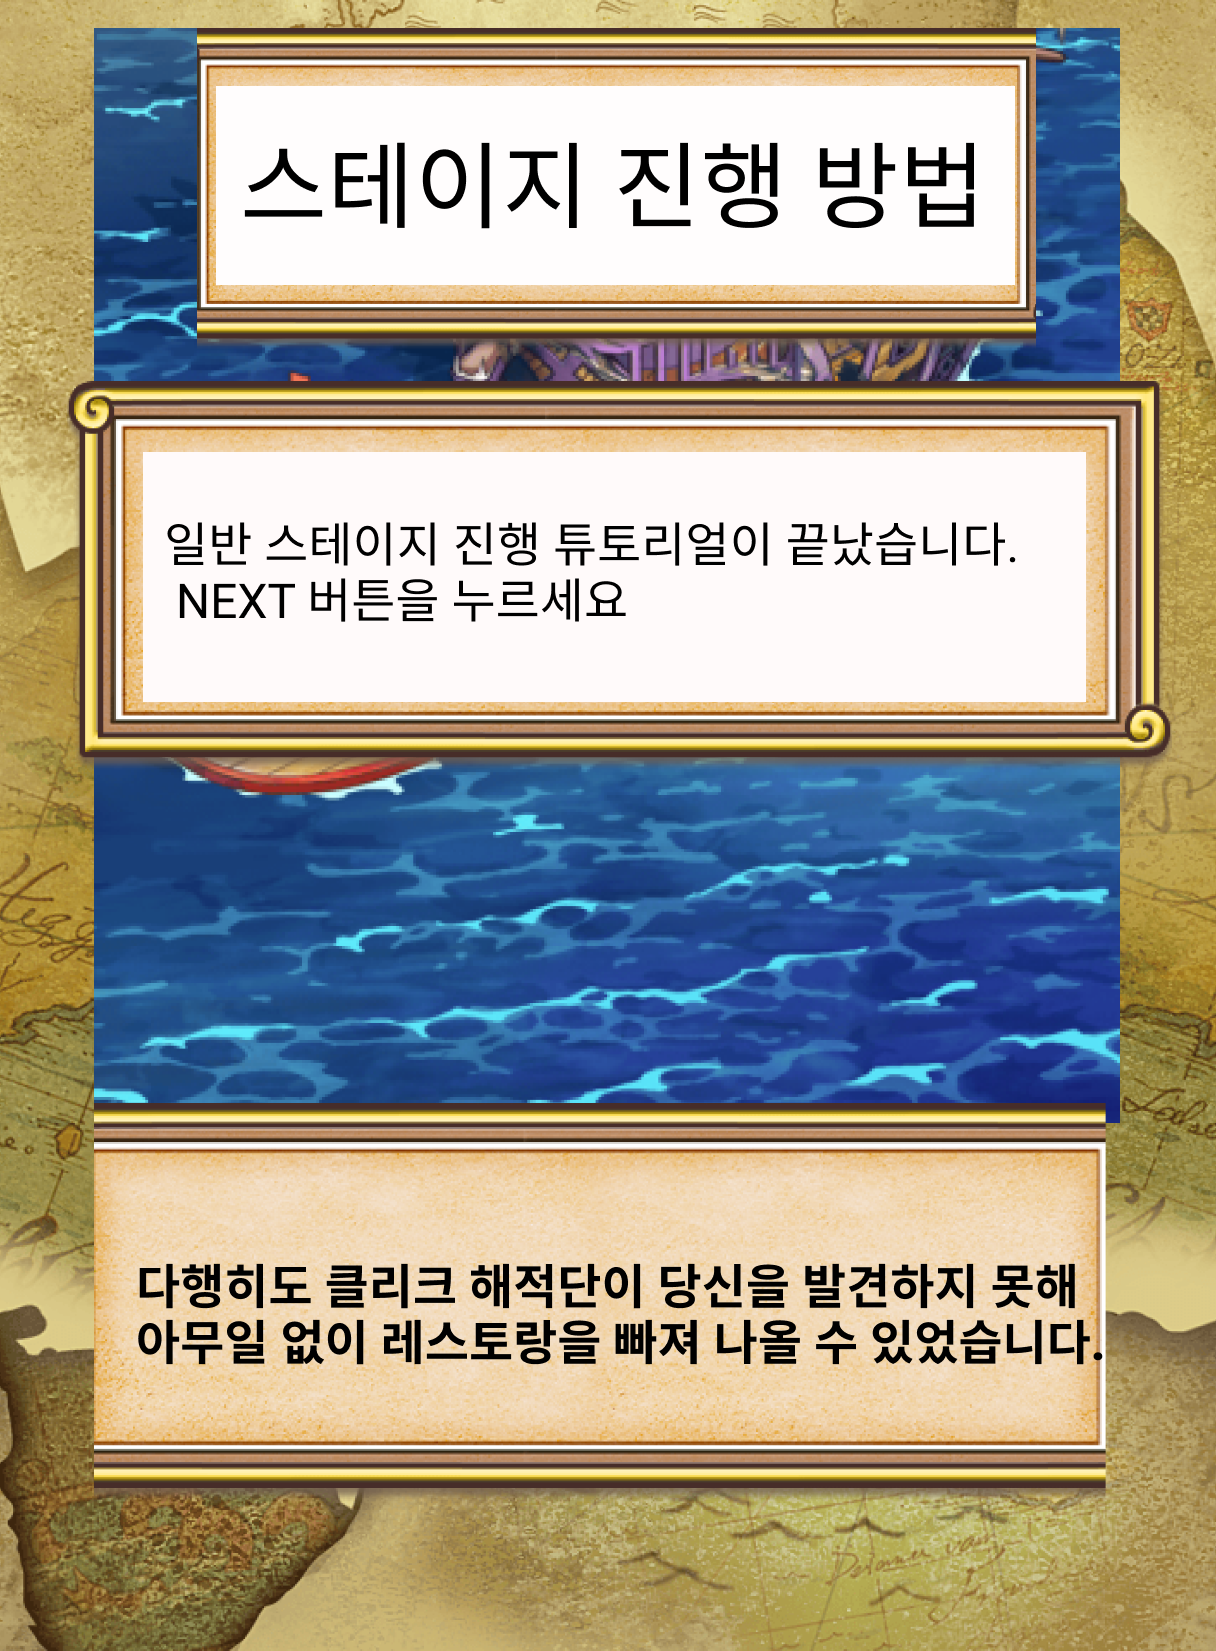 스테이지 진행 방법
일반 스테이지 진행 튜토리얼이 끝났습니다.
NEXT 버튼을 누르세요
다행히도 클리크 해적단이 당신을 발견하지 못해
아무일 없이 레스토랑을 빠져 나올 수 있었습니다.